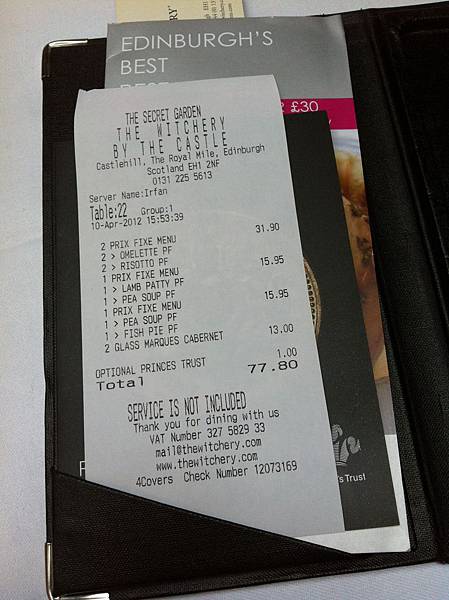 EDINBURGH'S
BEST
£30
THE SECRET GARDEN
THE WITCHERY
BY THE CASTLE
Castlehill, The Royal Mile, Edinburgh
Scotland EH1 2NF
0131 225 5613
Server Name:Irfan
Table:22 Group:1
10-Apr-2012 15:53:39
2 PRIX FIXE MENU 31.90
2 > OMELETTE PF
2 > RISOTTO PF
1 PRIX FIXE MENU 15.95
1 > LAMB PATTY PF
1 > PEA SOUP PF
1 PRIX FIXE MENU 15.95
1 > PEA SOUP PF
1 > FISH PIE PF
2 GLASS MARQUES CABERNET 13.00
OPTIONAL PRINCES TRUST 1.00
Total 77.80
SERVICE IS NOT INCLUDED
Thank you for dining with us
VAT Number 327 5829 33
mail@thewitchery.com
www.thewitchery.com
4Covers Check Number 12073169
's Trust